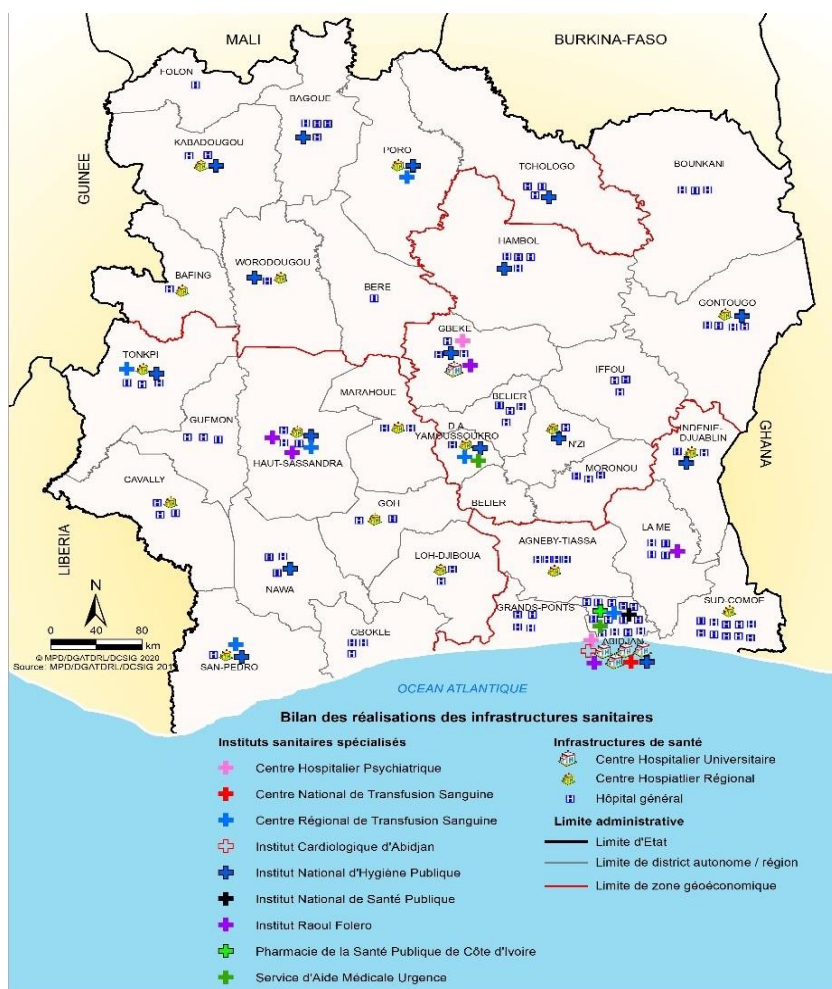 MALI
BURKINA-FASO
FOLON
BAGOUE
KABADOUGOU
PORO
TCHOLOGO
BOUNKANI
GUINEE
HAMBOL
BAFING
WORODOUGOU
BERE
GONTOUGO
GBEKE
TONKPI
IFFOU
MARAHOUE
BELIER
GUEMON
D.A
YAMOUSSOUKRO
N'ZI
INDENIE-
DJUABLIN
GHANA
HAUT-SASSANDRA
MORONOU
CAVALLY
BELIER
GOH
AGNEBY-TIASSA
LA ME
LIBERIA
LOH-DJIBOUA
NAWA
GRANDS-PONTS
SUD-COMOE
N
GBOKLE
ABIDJAN
0 40 80
km
© MPD/DGATDRL/DCSIG 2020
Source: MPD/DGATDRL/DCSIG
SAN-PEDRO
OCEAN ATLANTIQUE
Bilan des réalisations des infrastructures sanitaires
Instituts sanitaires spécialisés
Centre Hospitalier Psychiatrique
Centre National de Transfusion Sanguine
Centre Régional de Transfusion Sanguine
Institut Cardiologique d'Abidjan
Institut National d'Hygiène Publique
Institut National de Santé Publique
Institut Raoul Folero
Pharmacie de la Santé Publique de Côte d'Ivoire
Service d'Aide Médicale Urgence
Infrastructures de santé
Centre Hospitalier Universitaire
Centre Hospiatlier Régional
H Hôpital général
Limite administrative
Limite d'Etat
Limite de district autonome / région
Limite de zone géoéconomique